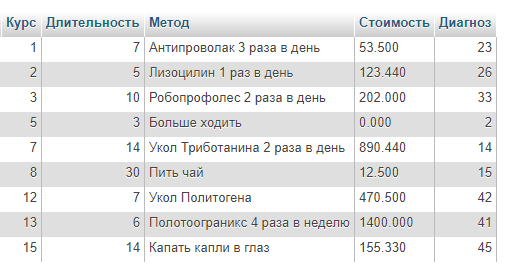 Курс Длительность Метод Стоимость Диагноз
1 7 Антипроволак 3 раза в день 53.500 23
2 5 Лизоцилин 1 раз в день 123.440 26
3 10 Робопрофолес 2 раза в день 202.000 33
5 3 Больше ходить 0.000 2
7 14 Укол Триботанина 2 раза в день 890.440 14
8 30 Пить чай 12.500 15
12 7 Укол Политогена 470.500 42
13 6 Полотоограникс 4 раза в неделю 1400.000 41
15 14 Капать капли в глаз 155.330 45